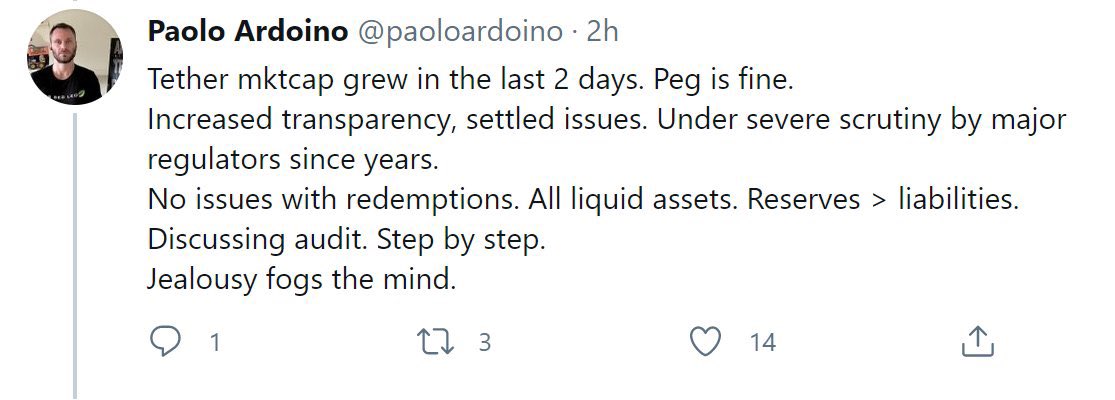 Paolo Ardoino @paoloardoino · 2h
Tether mktcap grew in the last 2 days. Peg is fine.
Increased transparency, settled issues. Under severe scrutiny by major
regulators since years.
No issues with redemptions. All liquid assets. Reserves > liabilities.
Discussing audit. Step by step.
Jealousy fogs the mind.
1 3 14